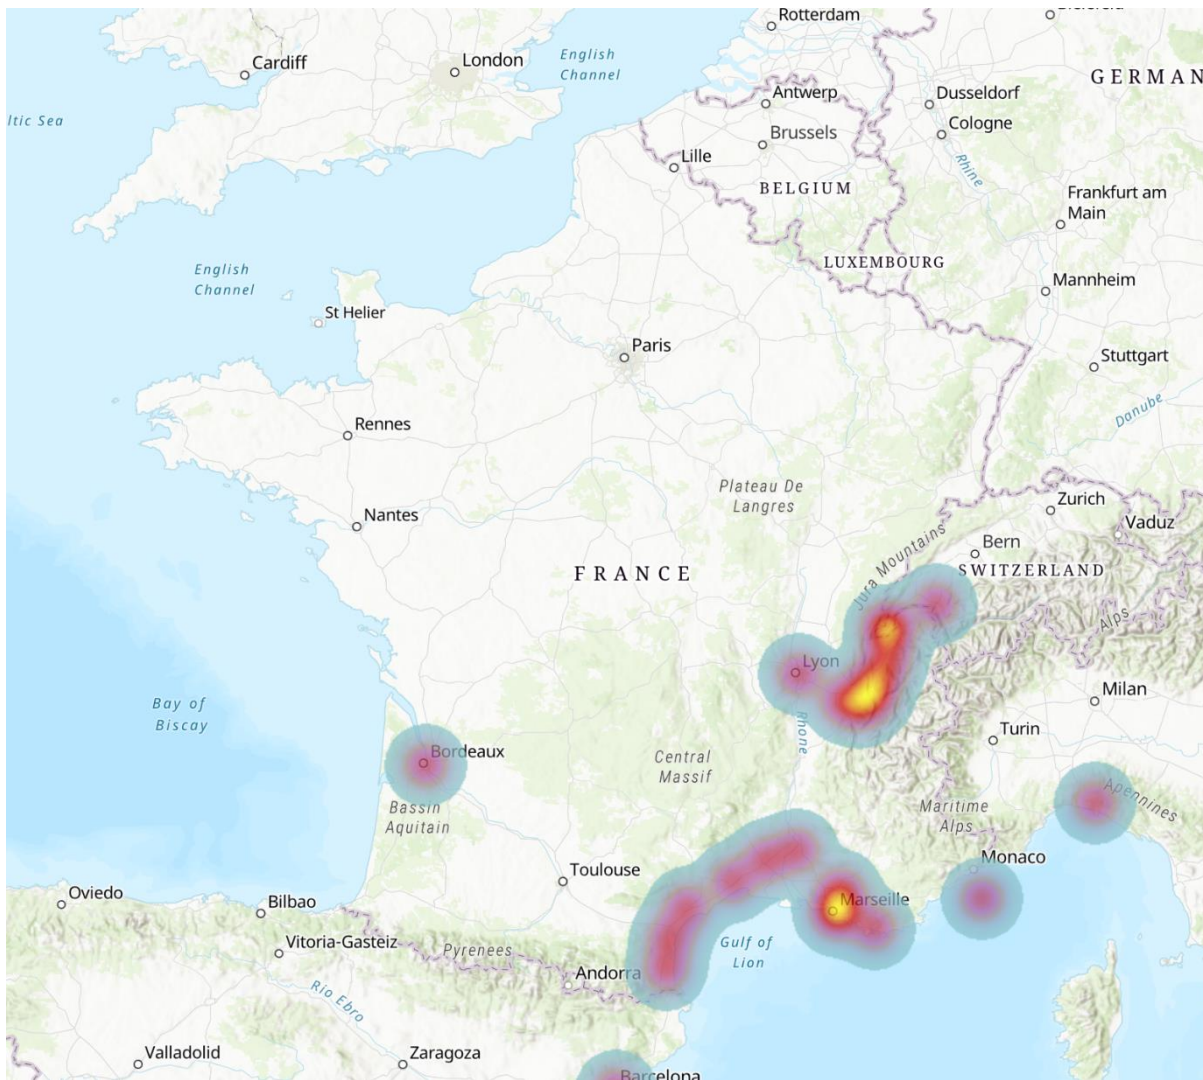 Rotterdam
Cardiff
London
English
Channel
ltic Sea
GERMAN
Antwerp
Dusseldorf
Cologne
Brussels
Lille
BELGIUM
Rhine
Frankfurt am
Main
LUXEMBOURG
English
Channel
Mannheim
St Helier
Paris
Stuttgart
Danube
Rennes
Plateau De
Langres
Zurich
Nantes
Vaduz
Bern
Jura Mountains
FRANCE
SWITZERLAND
Alps
Lyon
Milan
Bay of
Biscay
Rhone
Turin
Bordeaux
Central
Massif
Bassin
Aquitain
Maritime
Alps
Apennines
Monaco
Toulouse
Oviedo
Bilbao
Marseille
Vitoria-Gasteiz
Pyrenees
Gulf of
Lion
Andorra
Rio Ebro
Valladolid
Zaragoza
Barcelona